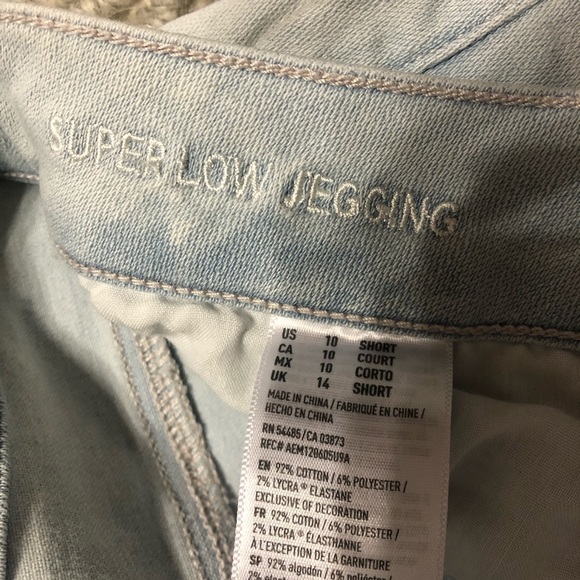 SUPER LOW JEGGING
US 10 SHORT
CA 10 COURT
MX 10 CORTO
UK 14 SHORT
MADE IN CHINA / FABRIQUÉ EN CHINE /
HECHO EN CHINA
RN 54485/CA 03873
RFC# AEM120605U9A
EN 92% COTTON / 6% POLYESTER /
2% LYCRA ® ELASTANE
EXCLUSIVE OF DECORATION
FR 92% COTON / 6% POLYESTER /
2% LYCRA ® ÉLASTHANNE
À L'EXCEPTION DE LA GARNITURE
SP 92% algodón / 6% poliéster /